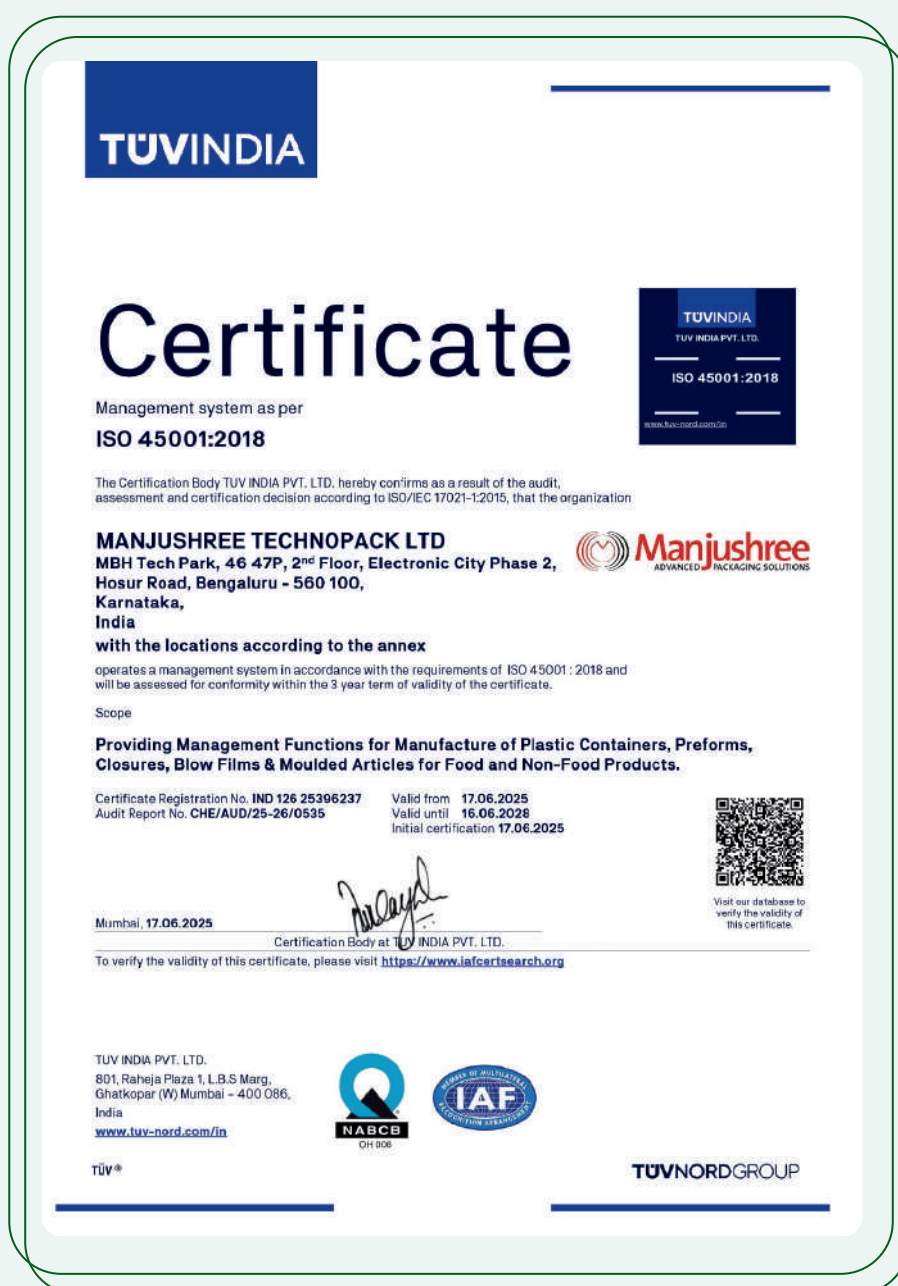 TÜVINDIA
Certificate
TÜVINDIA
TUV INDIA PVT. LTD.
ISO 45001:2018
www.tuv-nord.com/in
Management system as per
ISO 45001:2018
The Certification Body TUV INDIA PVT. LTD. hereby confirms as a result of the audit,
assessment and certification decision according to ISO/IEC 17021-1:2015, that the organization
MANJUSHREE TECHNOPACK LTD
MBH Tech Park, 46 47P, 2nd Floor, Electronic City Phase 2,
Hosur Road, Bengaluru - 560 100,
Karnataka,
India
Manjushree
ADVANCED PACKAGING SOLUTIONS
with the locations according to the annex
operates a management system in accordance with the requirements of ISO 45001 : 2018 and
will be assessed for conformity within the 3 year term of validity of the certificate.
Scope
Providing Management Functions for Manufacture of Plastic Containers, Preforms,
Closures, Blow Films & Moulded Articles for Food and Non-Food Products.
Certificate Registration No. IND 126 25396237
Audit Report No. CHE/AUD/25-26/0535
Valid from 17.06.2025
Valid until 16.06.2028
Initial certification 17.06.2025
Visit our database to
verify the validity of
this certificate.
Mumbai, 17.06.2025
Certification Body at TUV INDIA PVT. LTD.
To verify the validity of this certificate, please visit https://www.iafcertsearch.org
TUV INDIA PVT. LTD.
801, Raheja Plaza 1, L.B.S Marg,
Ghatkopar (W) Mumbai - 400 086,
India
www.tuv-nord.com/in
NABCB
OH 006
MEMBER OF MULTILATERAL
IAF
RECOGNITION ARRANGEMENT
TÜV ®
TÜVNORDGROUP